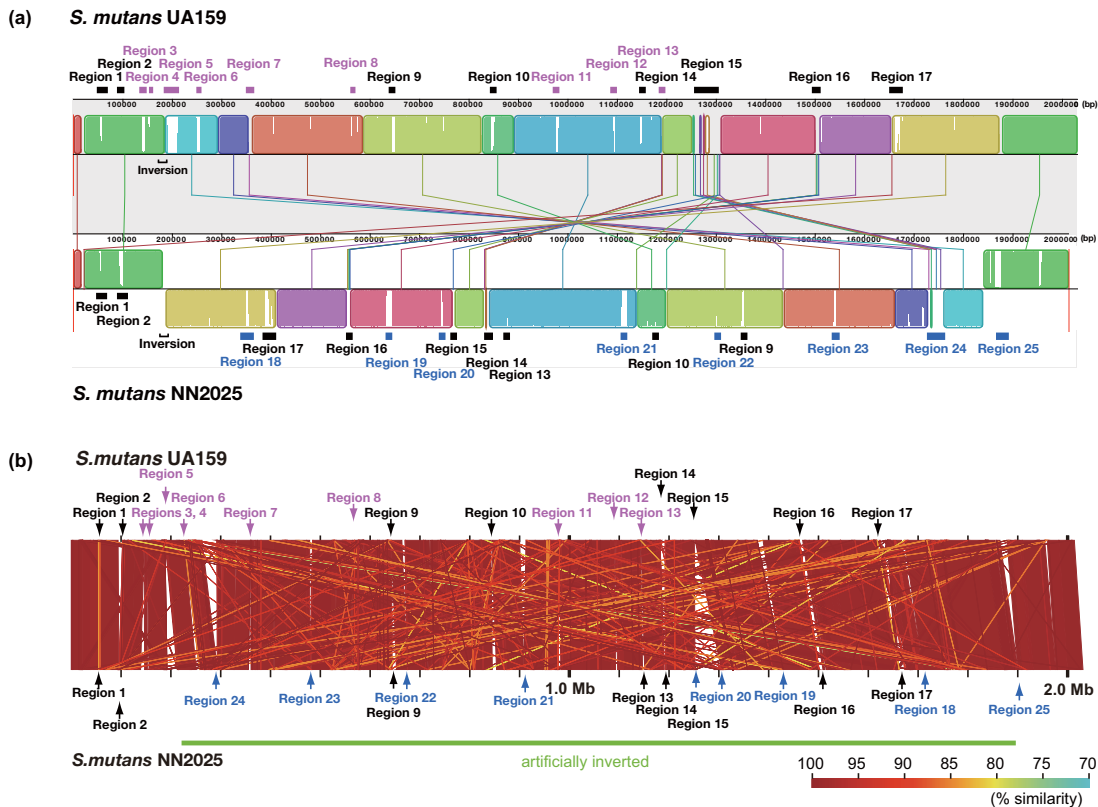 (a)
S. mutans UA159
Region 3
Region 13
Region 2
Region 5
Region 7
Region 8
Region 12
Region 15
Region 1
Region 4
Region 6
Region 9
Region 10
Region 11
Region 14
Region 16
Region 17
100000 200000 300000 400000 500000 600000 700000 800000 900000 1000000 1100000 1200000 1300000 1400000 1500000 1600000 1700000 1800000 1900000 2000000 (bp)
Inversion
100000 200000 300000 400000 500000 600000 700000 800000 900000 1000000 1100000 1200000 1300000 1400000 1500000 1600000 1700000 1800000 1900000 2000000 (bp)
Region 1
Region 2
Inversion
Region 17
Region 16
Region 15
Region 21
Region 9
Region 23
Region 24
Region 25
Region 18
Region 19
Region 14
Region 10
Region 22
Region 20
Region 13
S. mutans NN2025
(b)
S.mutans UA159
Region 5
Region 14
Region 2
Region 6
Region 8
Region 12
Region 15
Region 1
Regions 3, 4
Region 7
Region 9
Region 10
Region 11
Region 13
Region 16
Region 17
1.0 Mb
2.0 Mb
Region 1
Region 24
Region 23
Region 22
Region 21
Region 13
Region 20
Region 19
Region 17
Region 2
Region 9
Region 14
Region 16
Region 18
Region 25
Region 15
S.mutans NN2025
artificially inverted
100 95 90 85 80 75 70
(% similarity)